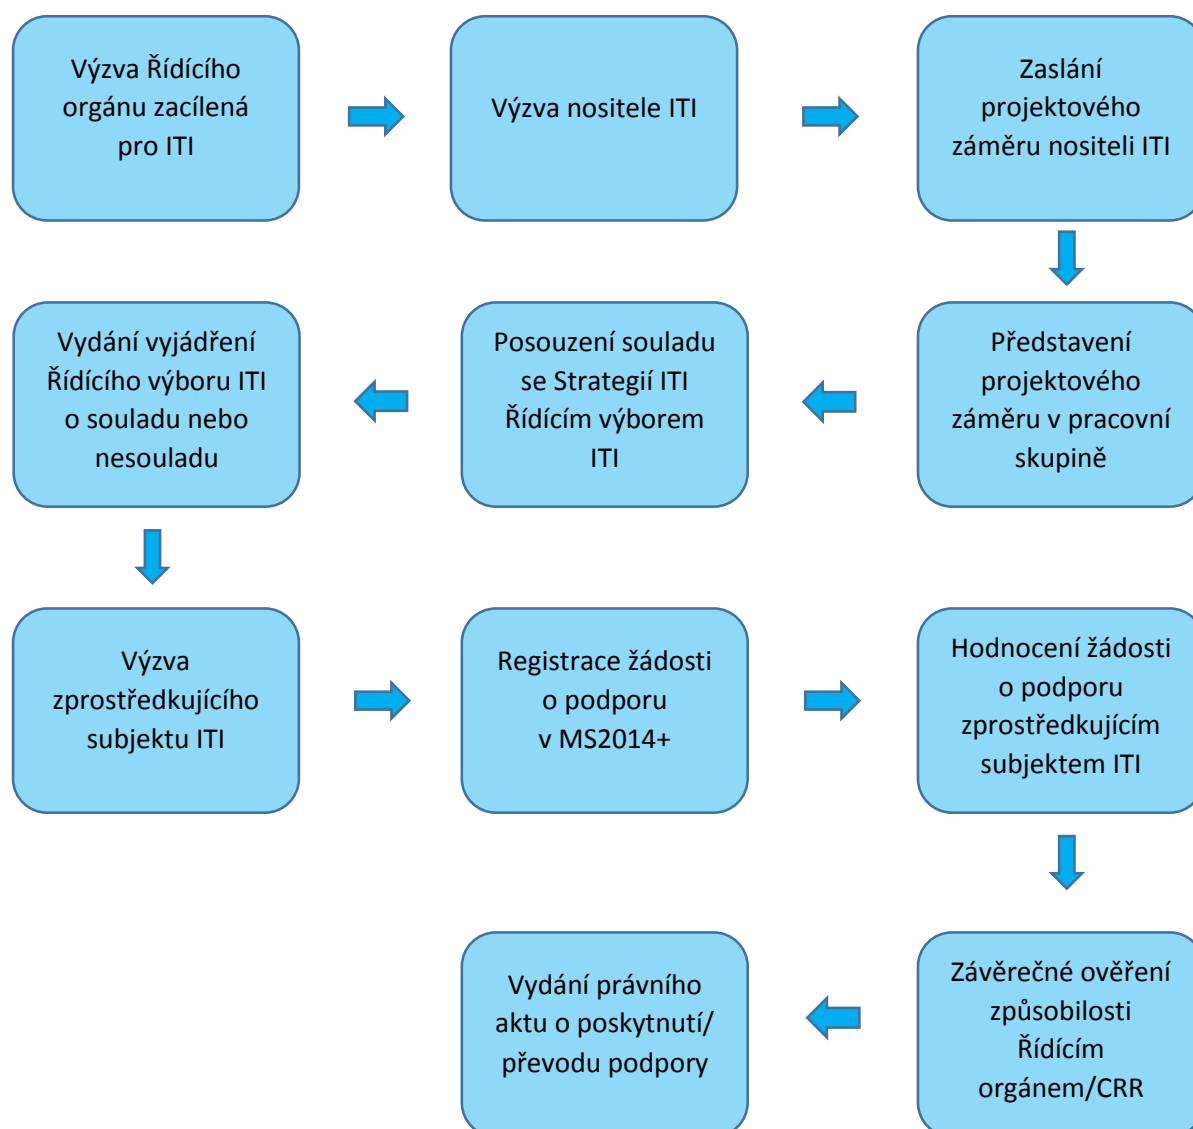 Výzva Řídícího
orgánu zacílená
pro ITI
Výzva nositele ITI
Zaslání
projektového
záměru nositeli ITI
Představení
projektového
záměru v pracovní
skupině
Posouzení souladu
se Strategií ITI
Řídícím výborem
ITI
Vydání vyjádření
Řídícího výboru ITI
o souladu nebo
nesouladu
Výzva
zprostředkujícího
subjektu ITI
Registrace žádosti
o podporu
v MS2014+
Hodnocení žádosti
o podporu
zprostředkujícím
subjektem ITI
Závěrečné ověření
způsobilosti
Řídícím
orgánem/CRR
Vydání právního
aktu o poskytnutí/
převodu podpory